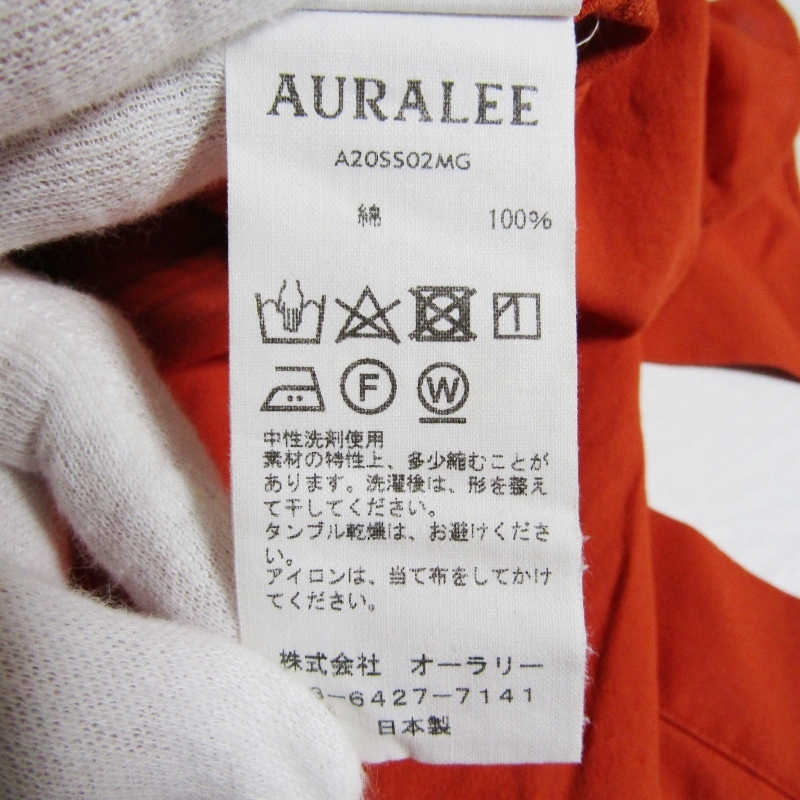 AURALEE
A20SS02MG
綿 100%
F W
中性洗剤使用
素材の特性上、多少縮むことが
あります。洗濯後は、形を整え
て干してください。
タンブル乾燥は、お避けくださ
い。
アイロンは、当て布をしてかけ
てください。
株式会社 オーラリー
-6427-7141
日本製